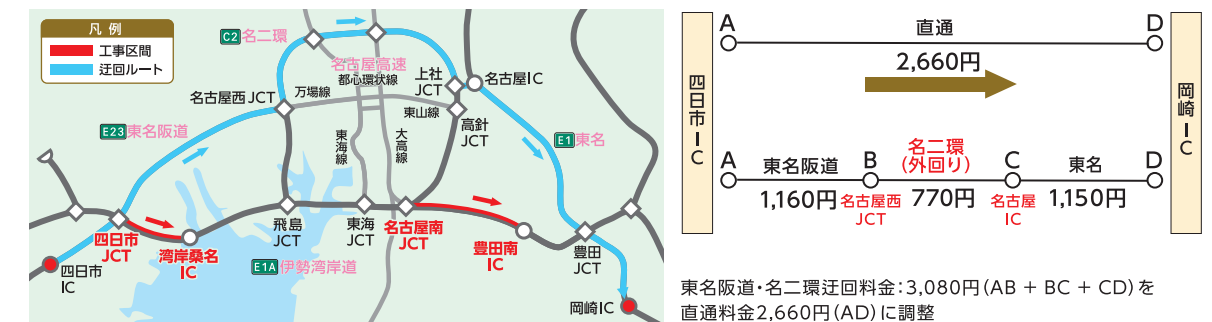 凡 例
工事区間
迂回ルート
C2 名二環
名古屋高速
都心環状線
上社
JCT
名古屋IC
名古屋西JCT
万場線
東山線
高針
JCT
E23 東名阪道
東海線
大高線
E1 東名
四日市
JCT
湾岸桑名
IC
飛島
JCT
東海
JCT
名古屋南
JCT
豊田南
IC
豊田
JCT
E1A 伊勢湾岸道
四日市
IC
岡崎IC
四日市IC
岡崎IC
A 直通 D
2,660円
A 東名阪道 B 名二環
(外回り) C 東名 D
1,160円 名古屋西
JCT 770円 名古屋
IC 1,150円
東名阪道・名二環迂回料金：3,080円（AB + BC + CD）を
直通料金2,660円（AD）に調整